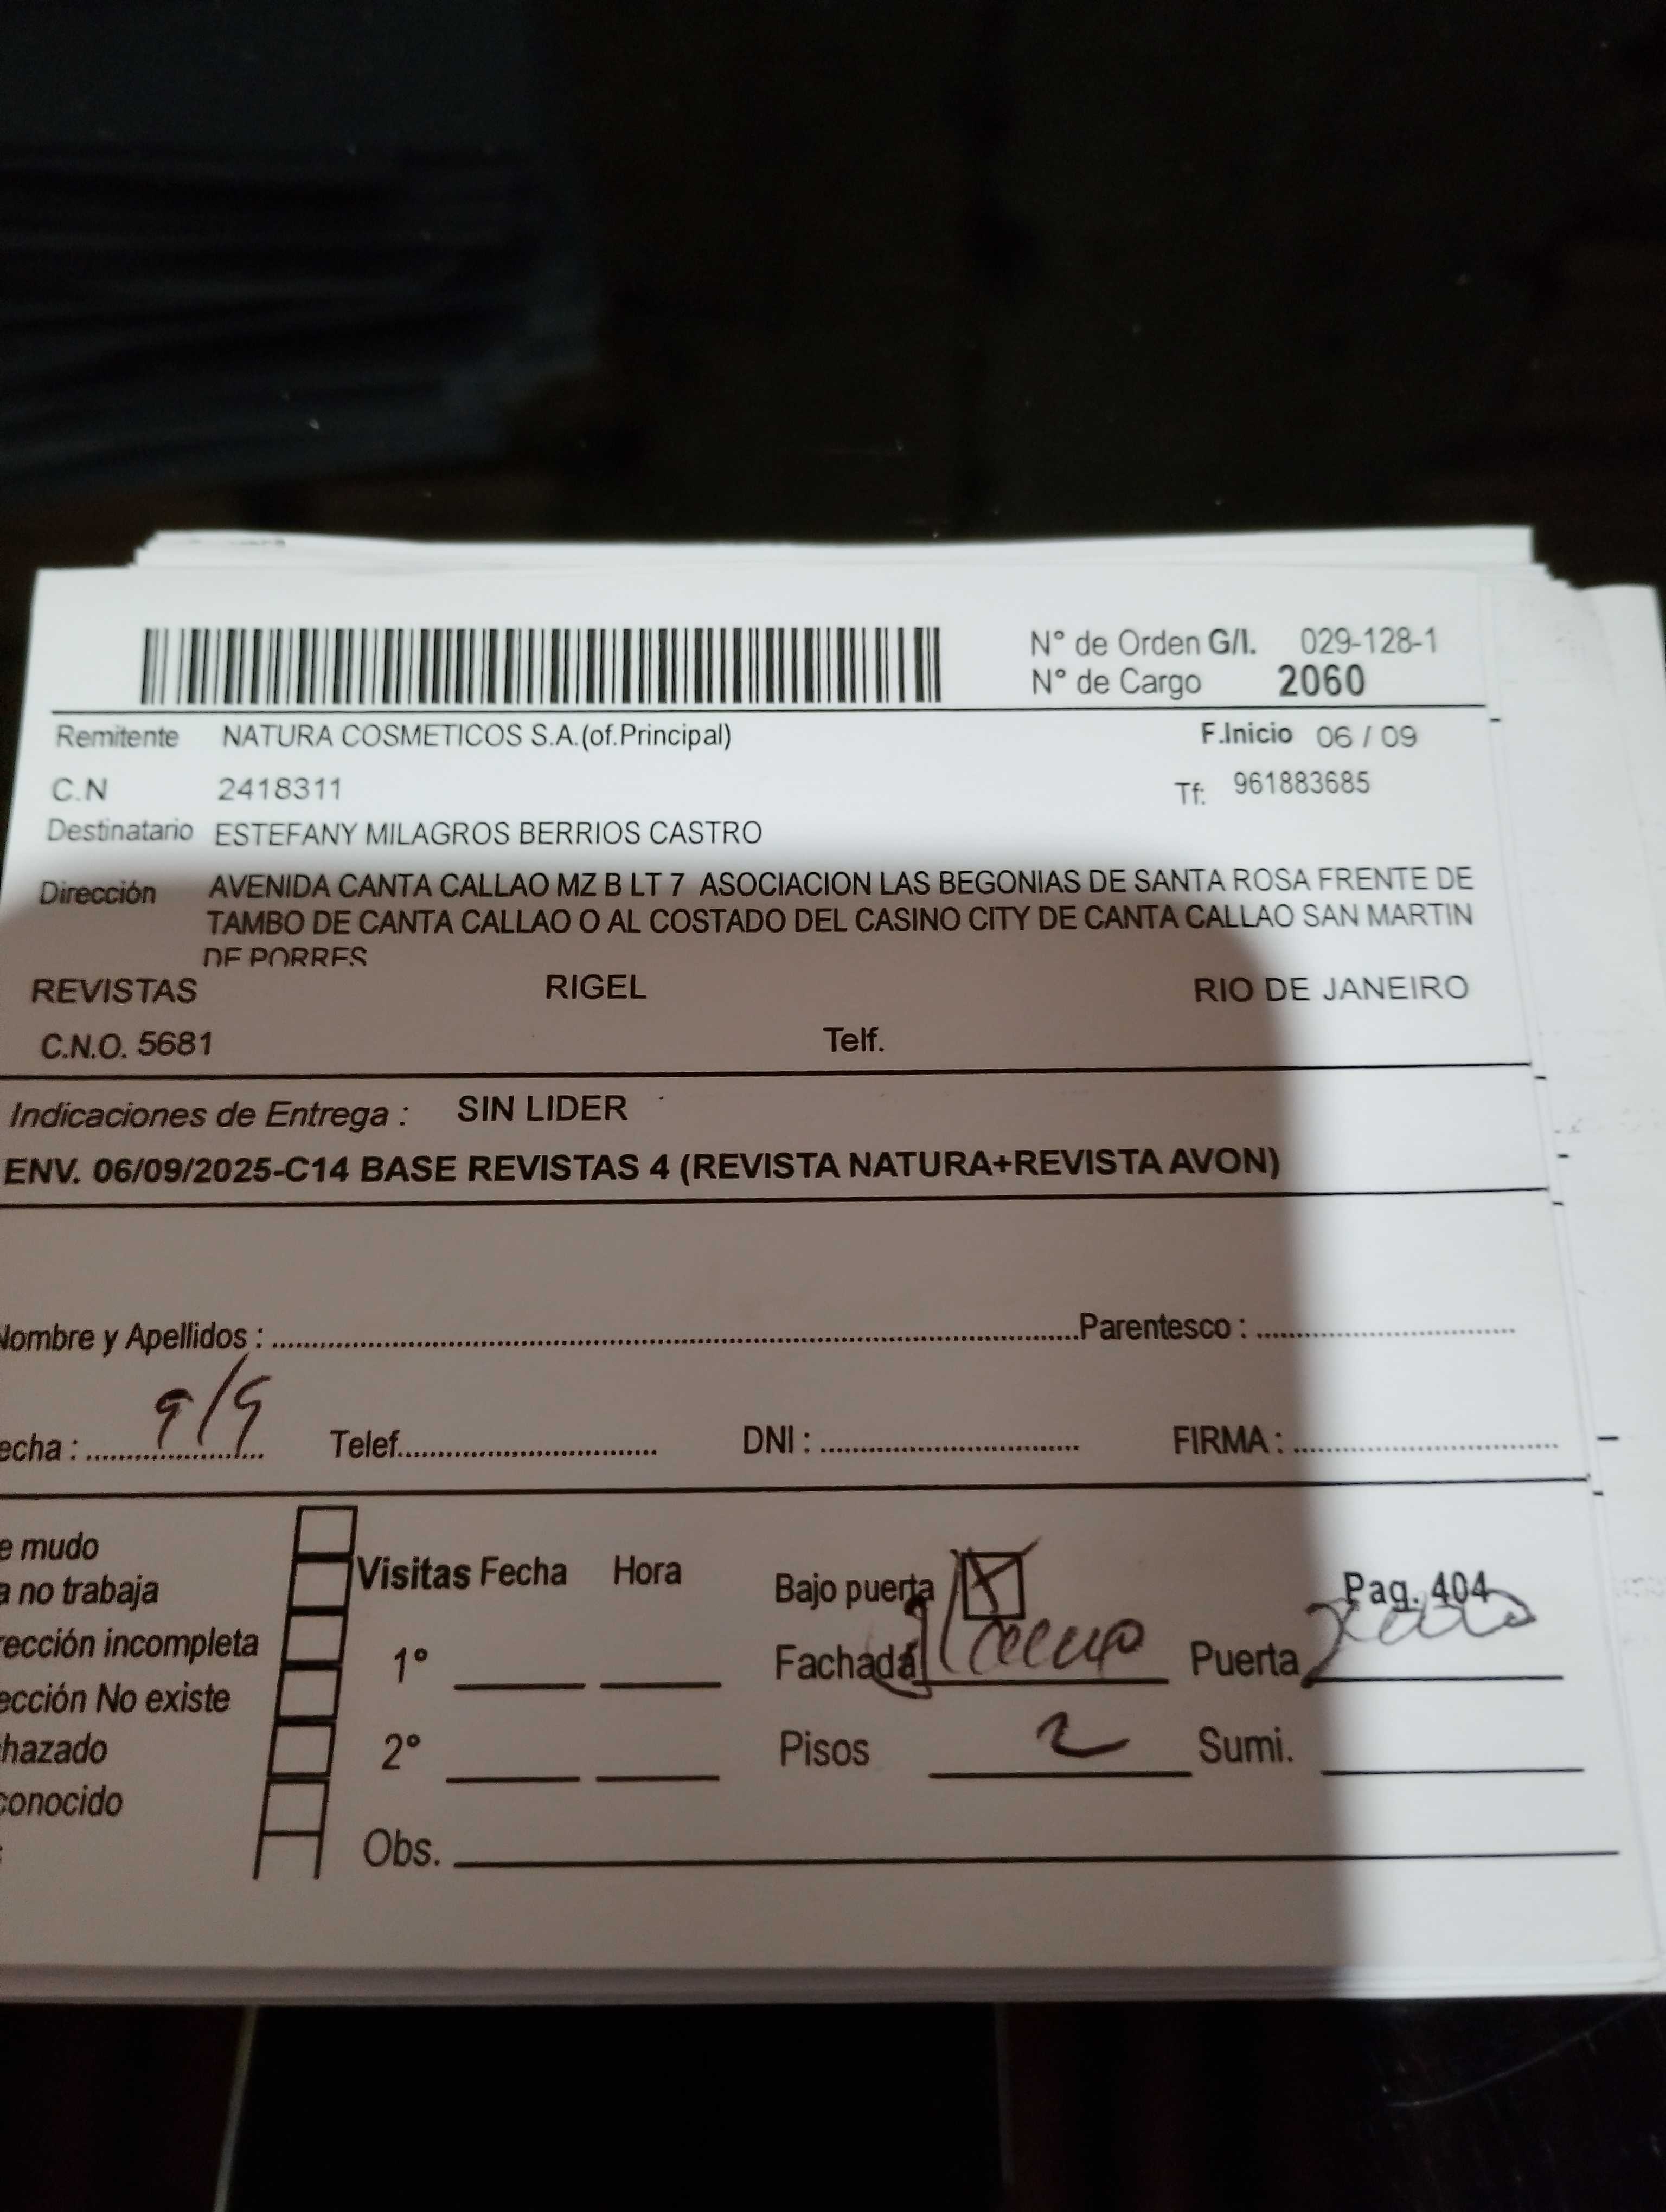 N° de Orden G/I. 029-128-1
N° de Cargo 2060
Remitente NATURA COSMETICOS S.A.(of.Principal) F.Inicio 06 / 09
C.N 2418311 Tf: 961883685
Destinatario ESTEFANY MILAGROS BERRIOS CASTRO
Dirección AVENIDA CANTA CALLAO MZ B LT 7 ASOCIACION LAS BEGONIAS DE SANTA ROSA FRENTE DE
TAMBO DE CANTA CALLAO O AL COSTADO DEL CASINO CITY DE CANTA CALLAO SAN MARTIN
DE PORRES
REVISTAS RIGEL RIO DE JANEIRO
C.N.O. 5681 Telf.
Indicaciones de Entrega : SIN LIDER
ENV. 06/09/2025-C14 BASE REVISTAS 4 (REVISTA NATURA+REVISTA AVON)
Nombre y Apellidos : Parentesco :
echa : 9/9 Telef. DNI : FIRMA :
e mudo
a no trabaja
rección incompleta
ección No existe
hazado
conocido
Visitas Fecha Hora
1°
2°
Obs.
Bajo puerta X Pag. 404
Fachada Puerta
Pisos 2 Sumi.